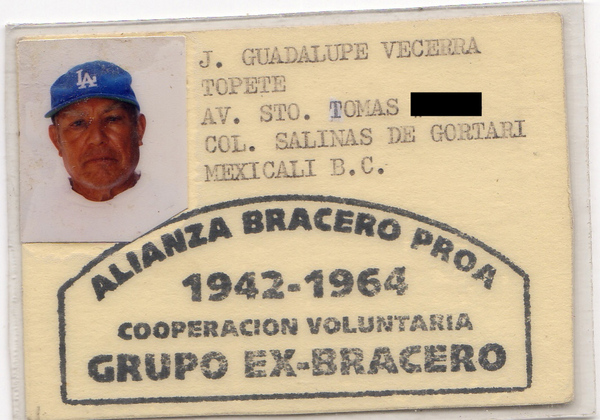 J. GUADALUPE VECERRA
TOPETE
AV. STO. TOMAS
COL. SALINAS DE GORTARI
MEXICALI B.C.
LA
ALIANZA BRACERO PROA
1942-1964
COOPERACION VOLUNTARIA
GRUPO EX-BRACERO